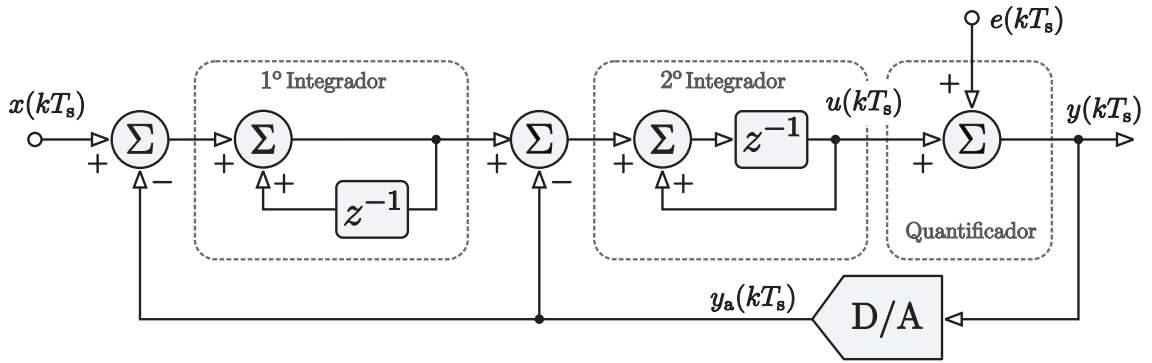 e(kTₛ)
1º Integrador
2º Integrador
x(kTₛ)
u(kTₛ)
y(kTₛ)
+
Σ
Σ
Σ
Σ
z⁻¹
Σ
+
+
+
+
+
−
+
z⁻¹
−
+
Quantificador
yₐ(kTₛ)
D/A